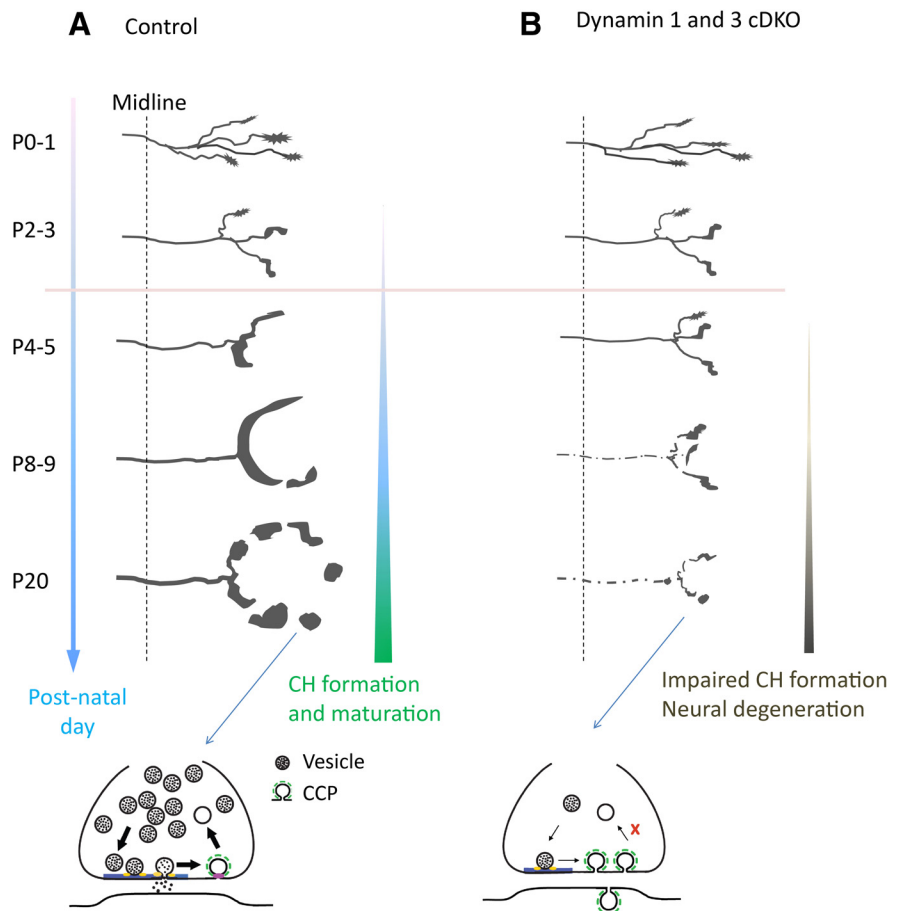 A Control
B Dynamin 1 and 3 cDKO
Midline
P0-1
P2-3
P4-5
P8-9
P20
Post-natal
day
CH formation
and maturation
Impaired CH formation
Neural degeneration
Vesicle
CCP
X